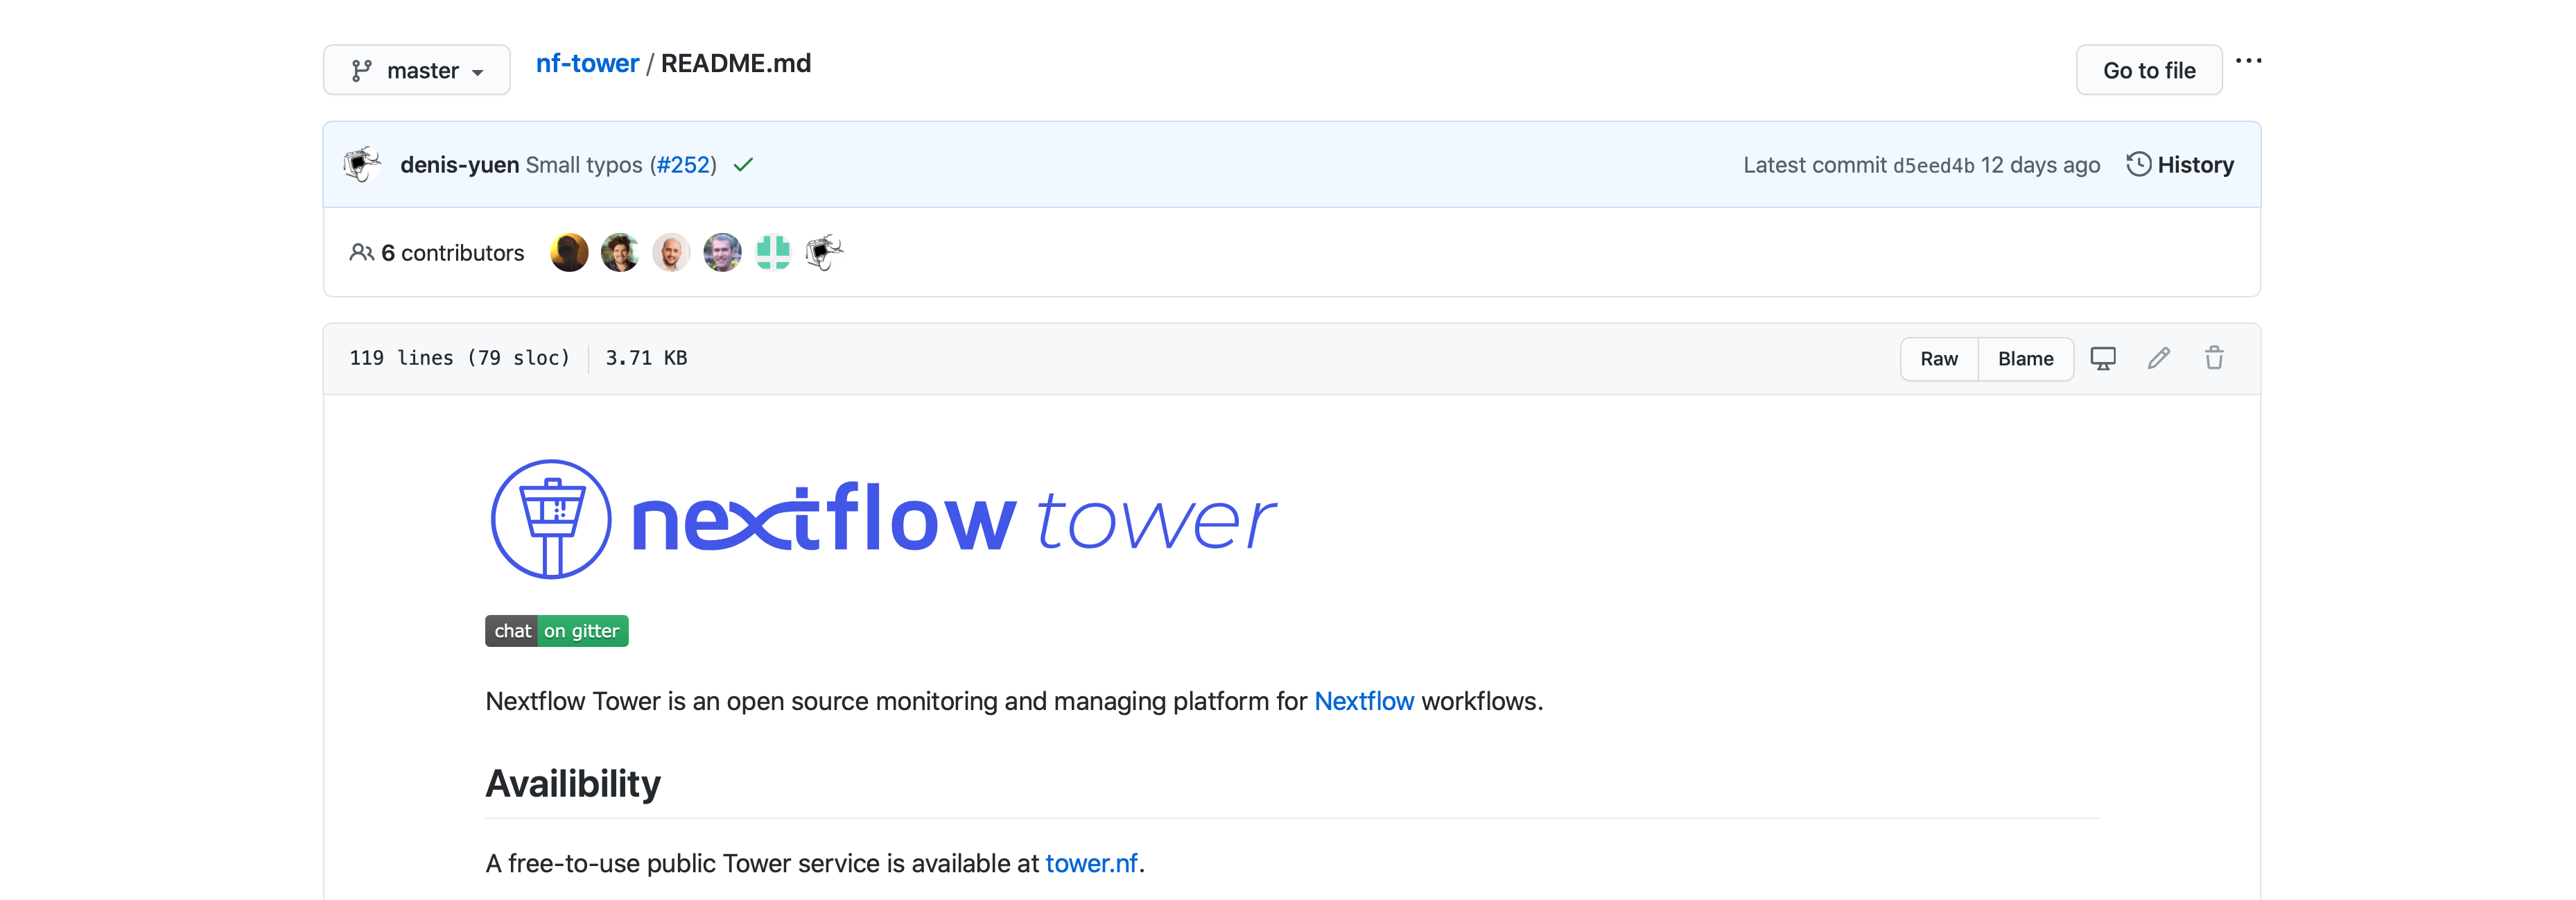 master
nf-tower / README.md
Go to file
denis-yuen Small typos (#252)
Latest commit d5eed4b 12 days ago
History
6 contributors
119 lines (79 sloc)
3.71 KB
Raw
Blame
nextflow tower
chat on gitter
Nextflow Tower is an open source monitoring and managing platform for Nextflow workflows.
Availibility
A free-to-use public Tower service is available at tower.nf.